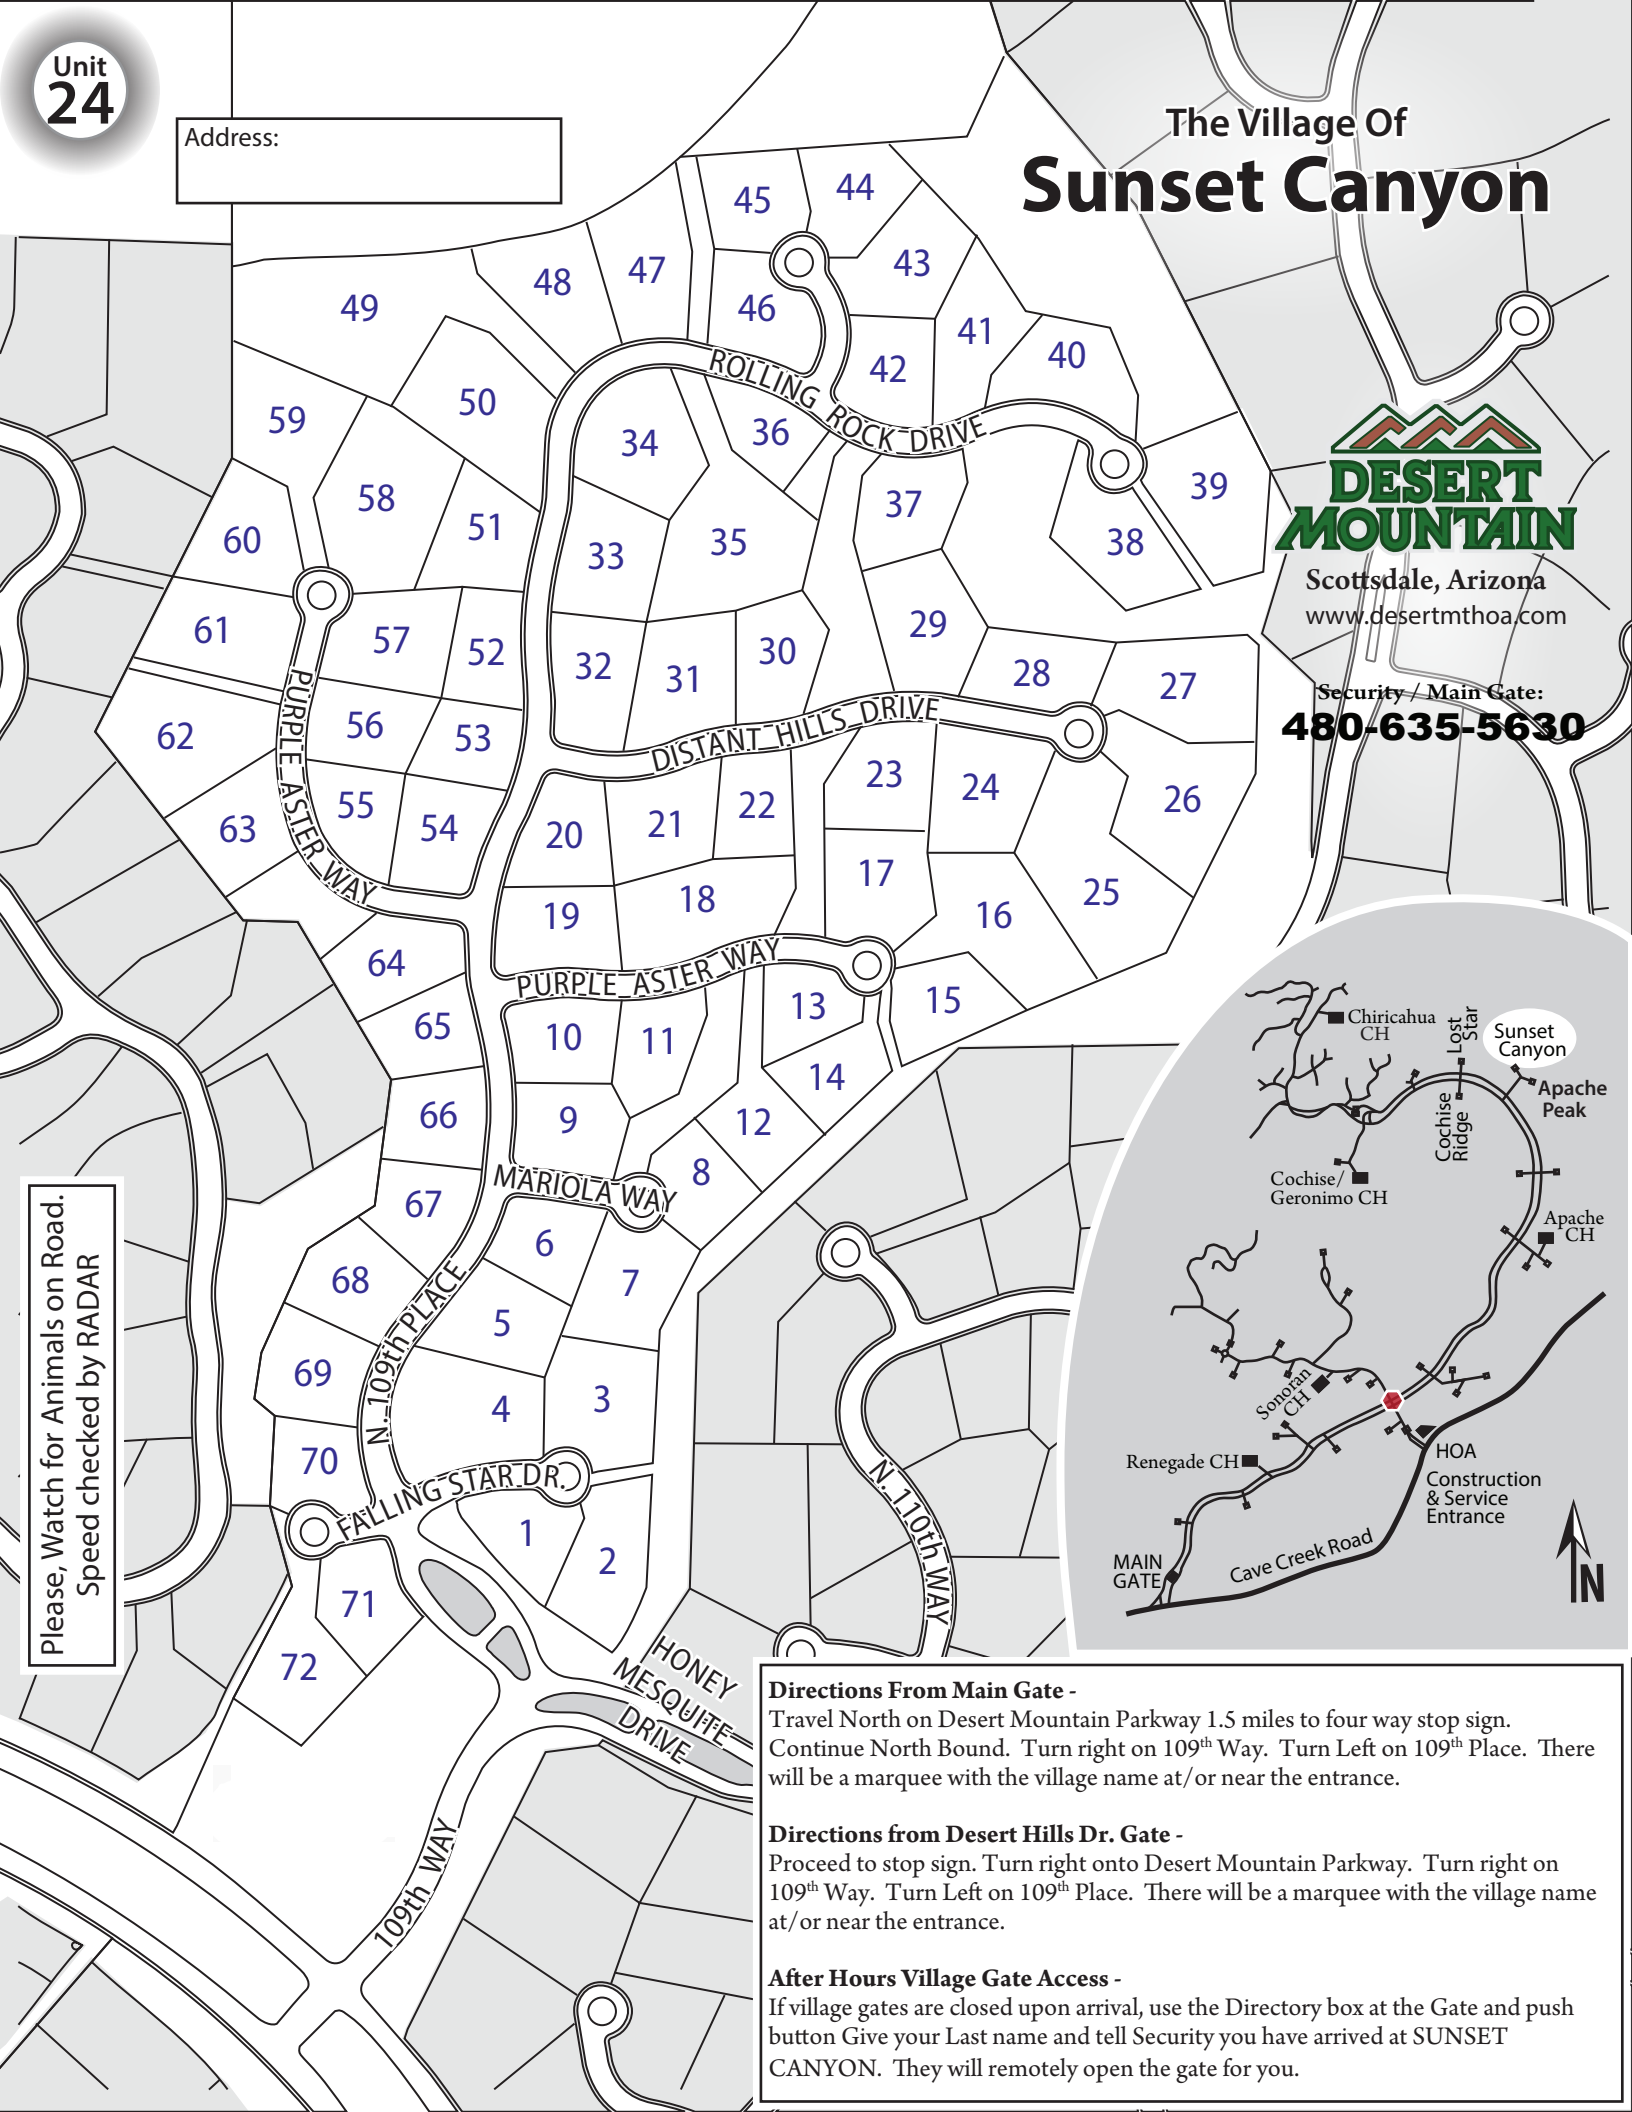 Unit
24
Address:
The Village Of
Sunset Canyon
DESERT
MOUNTAIN
Scottsdale, Arizona
www.desertmthoa.com
Security / Main Gate:
480-635-5630
45
44
43
46
47
48
49
41
40
42
50
59
34
36
39
58
51
37
60
33
35
38
61
57
52
32
31
30
29
28
27
62
56
53
63
55
54
20
21
22
23
24
26
19
18
17
16
25
64
65
10
11
13
15
14
66
9
12
67
8
6
68
7
5
69
4
3
70
1
2
71
72
ROLLING ROCK DRIVE
PURPLE ASTER WAY
DISTANT HILLS DRIVE
PURPLE ASTER WAY
MARIOLA WAY
N. 109th PLACE
FALLING STAR DR.
N. 110th WAY
HONEY
MESQUITE
DRIVE
109th WAY
Please, Watch for Animals on Road.
Speed checked by RADAR
Chiricahua
CH
Lost
Star
Sunset
Canyon
Apache
Peak
Cochise
Ridge
Cochise/
Geronimo CH
Apache
CH
Sonoran
CH
Renegade CH
HOA
Construction
& Service
Entrance
MAIN
GATE
Cave Creek Road
N
Directions From Main Gate -
Travel North on Desert Mountain Parkway 1.5 miles to four way stop sign.
Continue North Bound. Turn right on 109th Way. Turn Left on 109th Place. There
will be a marquee with the village name at/or near the entrance.
Directions from Desert Hills Dr. Gate -
Proceed to stop sign. Turn right onto Desert Mountain Parkway. Turn right on
109th Way. Turn Left on 109th Place. There will be a marquee with the village name
at/or near the entrance.
After Hours Village Gate Access -
If village gates are closed upon arrival, use the Directory box at the Gate and push
button Give your Last name and tell Security you have arrived at SUNSET
CANYON. They will remotely open the gate for you.